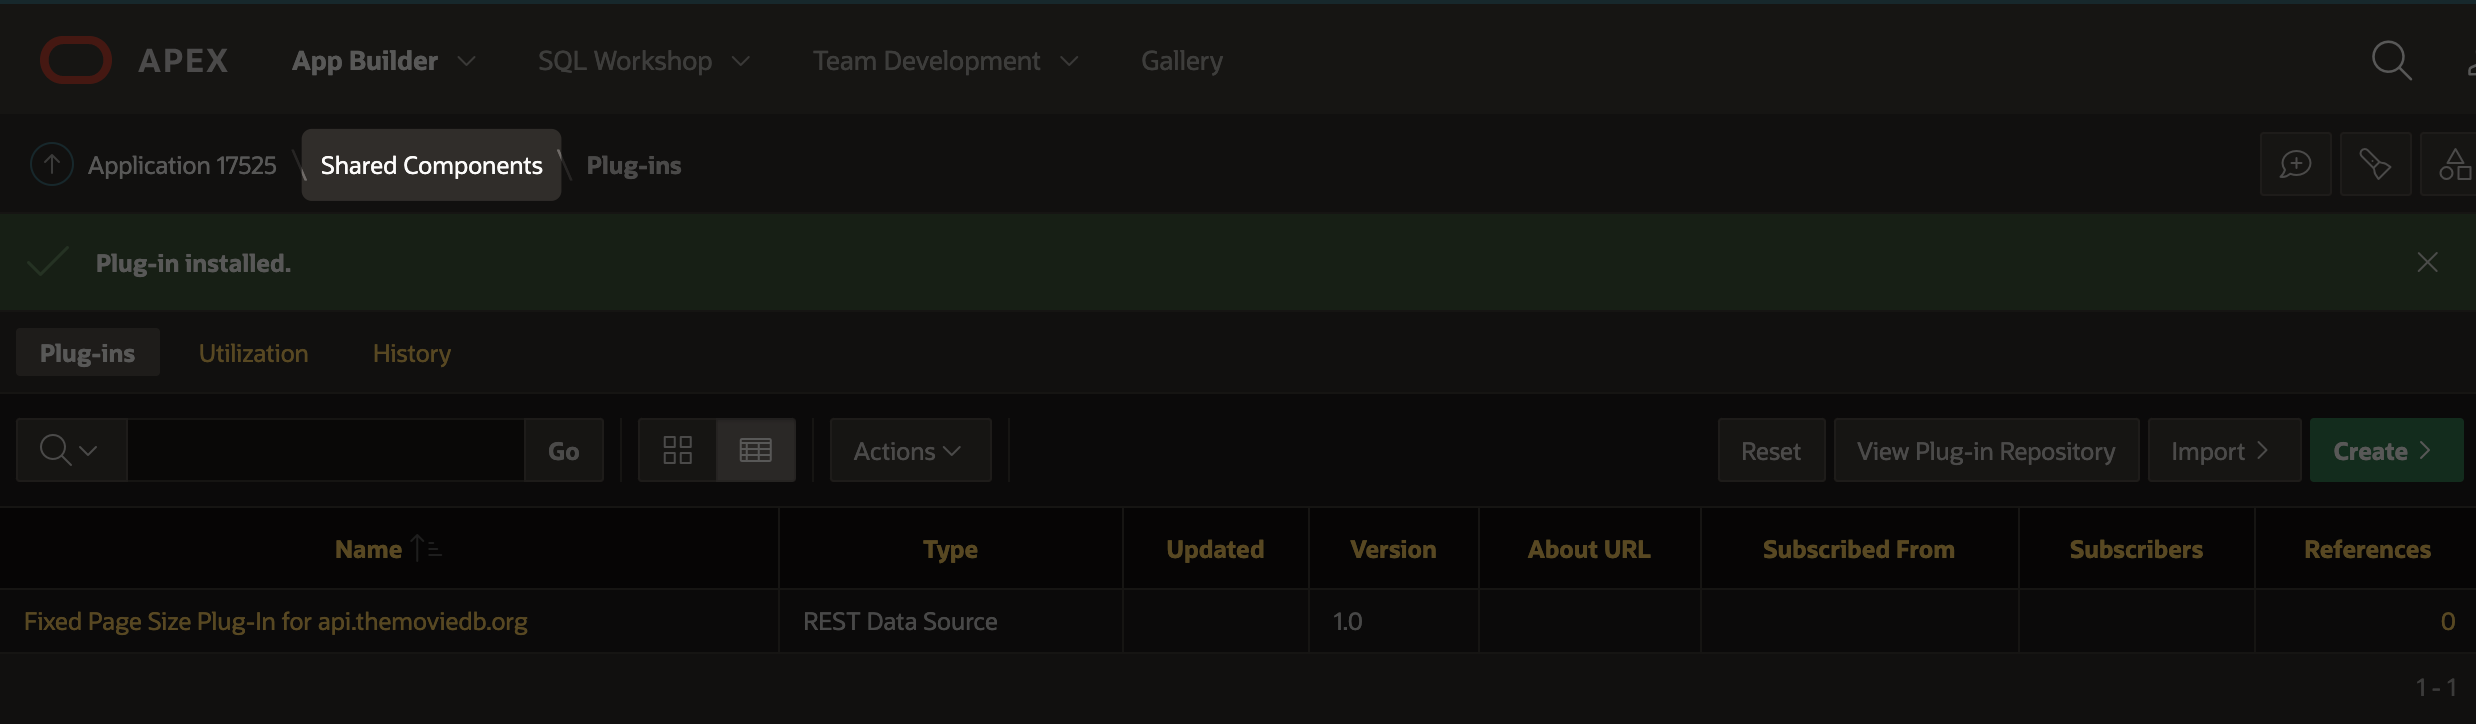 APEX App Builder SQL Workshop Team Development Gallery
Application 17525 \ Shared Components \ Plug-ins
Plug-in installed.
Plug-ins Utilization History
Go Actions Reset View Plug-in Repository Import > Create >
Name Type Updated Version About URL Subscribed From Subscribers References
Fixed Page Size Plug-In for api.themoviedb.org REST Data Source 1.0 0
1 - 1